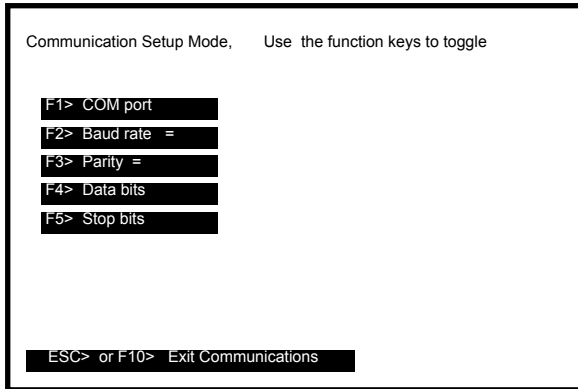 Communication Setup Mode, Use the function keys to toggle
F1> COM port
F2> Baud rate =
F3> Parity =
F4> Data bits
F5> Stop bits
ESC> or F10> Exit Communications